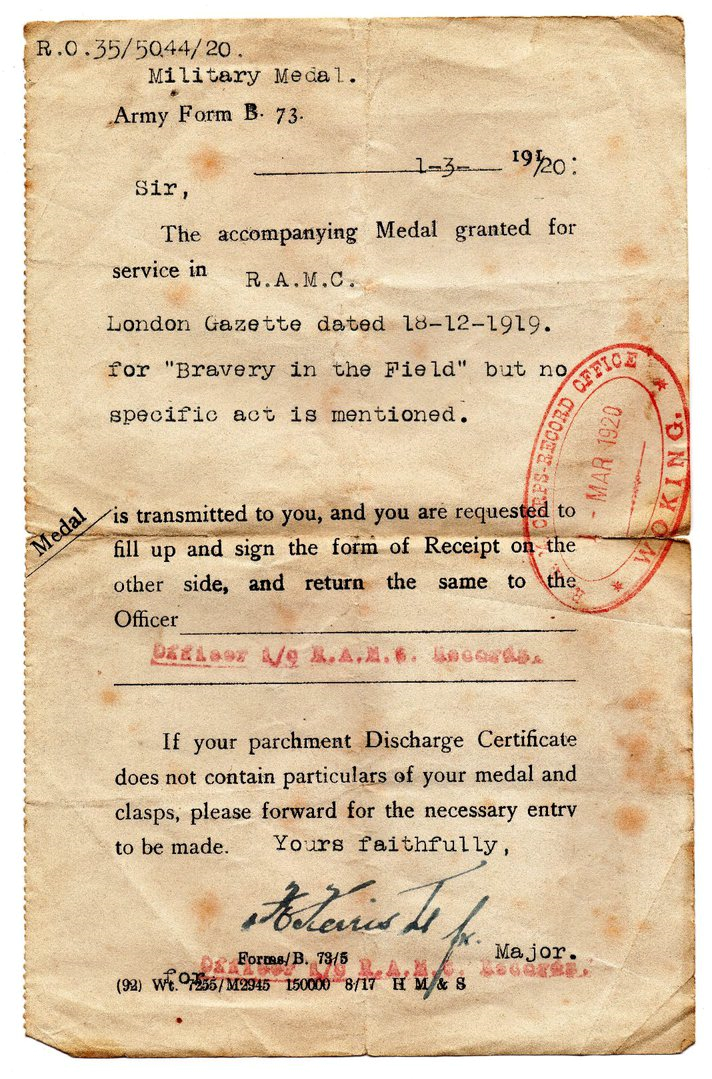 R.O.35/5044/20.
Military Medal.
Army Form B. 73.
1-3- 191/20:
Sir,
The accompanying Medal granted for
service in R.A.M.C.
London Gazette dated 18-12-1919.
for "Bravery in the Field" but no
specific act is mentioned.
CORPS-RECORD OFFICE
- MAR 1920
WOKING.
Medal
is transmitted to you, and you are requested to
fill up and sign the form of Receipt on the
other side, and return the same to the
Officer
Officer i/c R.A.M.C. Records.
If your parchment Discharge Certificate
does not contain particulars of your medal and
clasps, please forward for the necessary entry
to be made. Yours faithfully,
Major.
Forms/B. 73/5
for Officer i/c R.A.M.C. Records.
(92) Wt. 7255/M2945 150000 8/17 H M & S